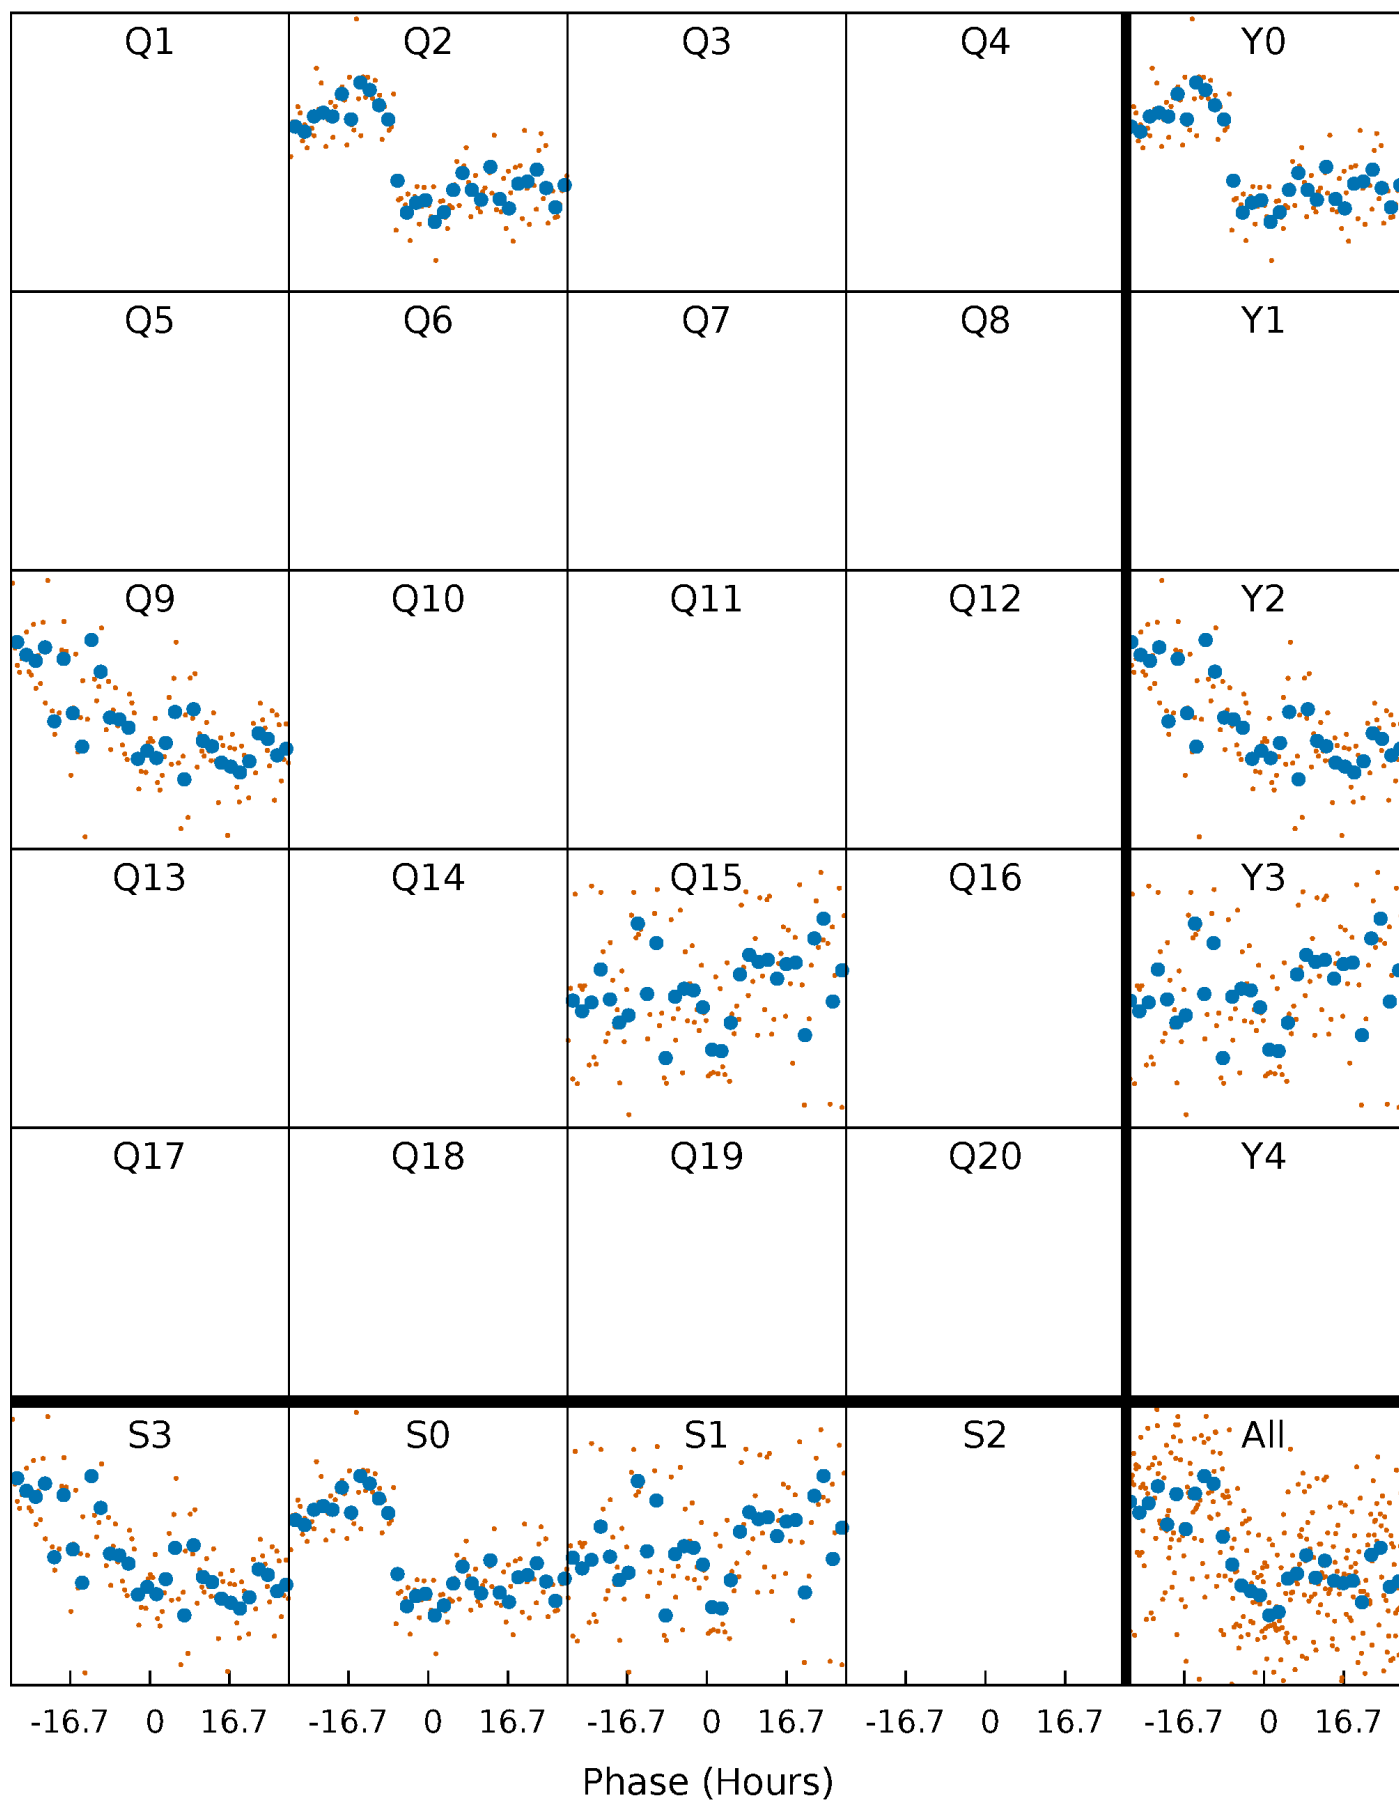 Q1 Q2 Q3 Q4 Y0
Q5 Q6 Q7 Q8 Y1
Q9 Q10 Q11 Q12 Y2
Q13 Q14 Q15 Q16 Y3
Q17 Q18 Q19 Q20 Y4
S3 S0 S1 S2 All
-16.7 0 16.7 -16.7 0 16.7 -16.7 0 16.7 -16.7 0 16.7 -16.7 0 16.7
Phase (Hours)